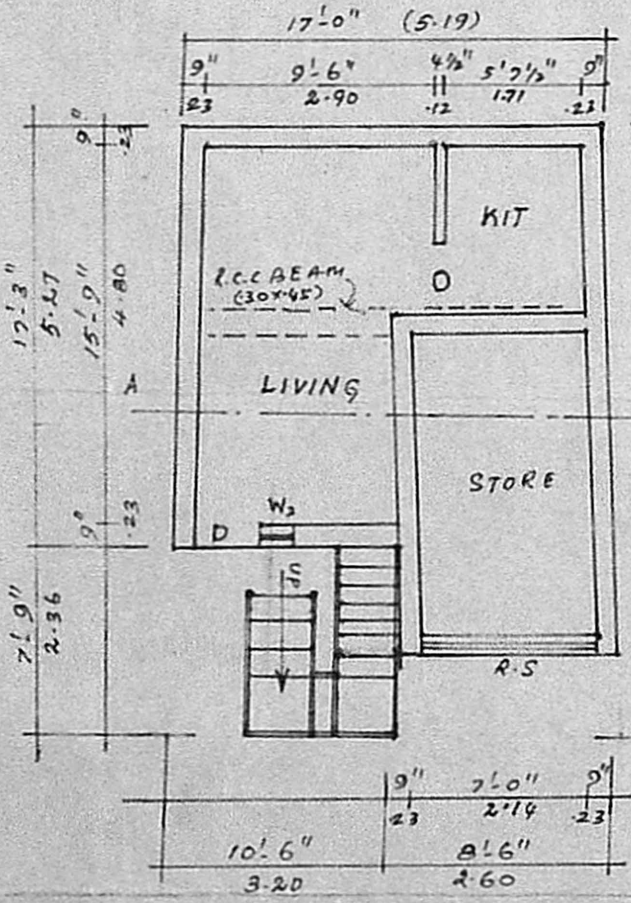 17'-0" (5.19)
9" 9'-6" 4½" 5'7½" 9"
.23 2.90 .12 1.71 .23
9" .23
17'-3" 5.27
15'-9" 4.80
9" .23
7'-9" 2.36
KIT
R.C.C BEAM
(.30x.45)
O
A
LIVING
STORE
W2
D
UP
R.S
9" 7'-0" 9"
.23 2.14 .23
10'-6" 8'-6"
3.20 2.60